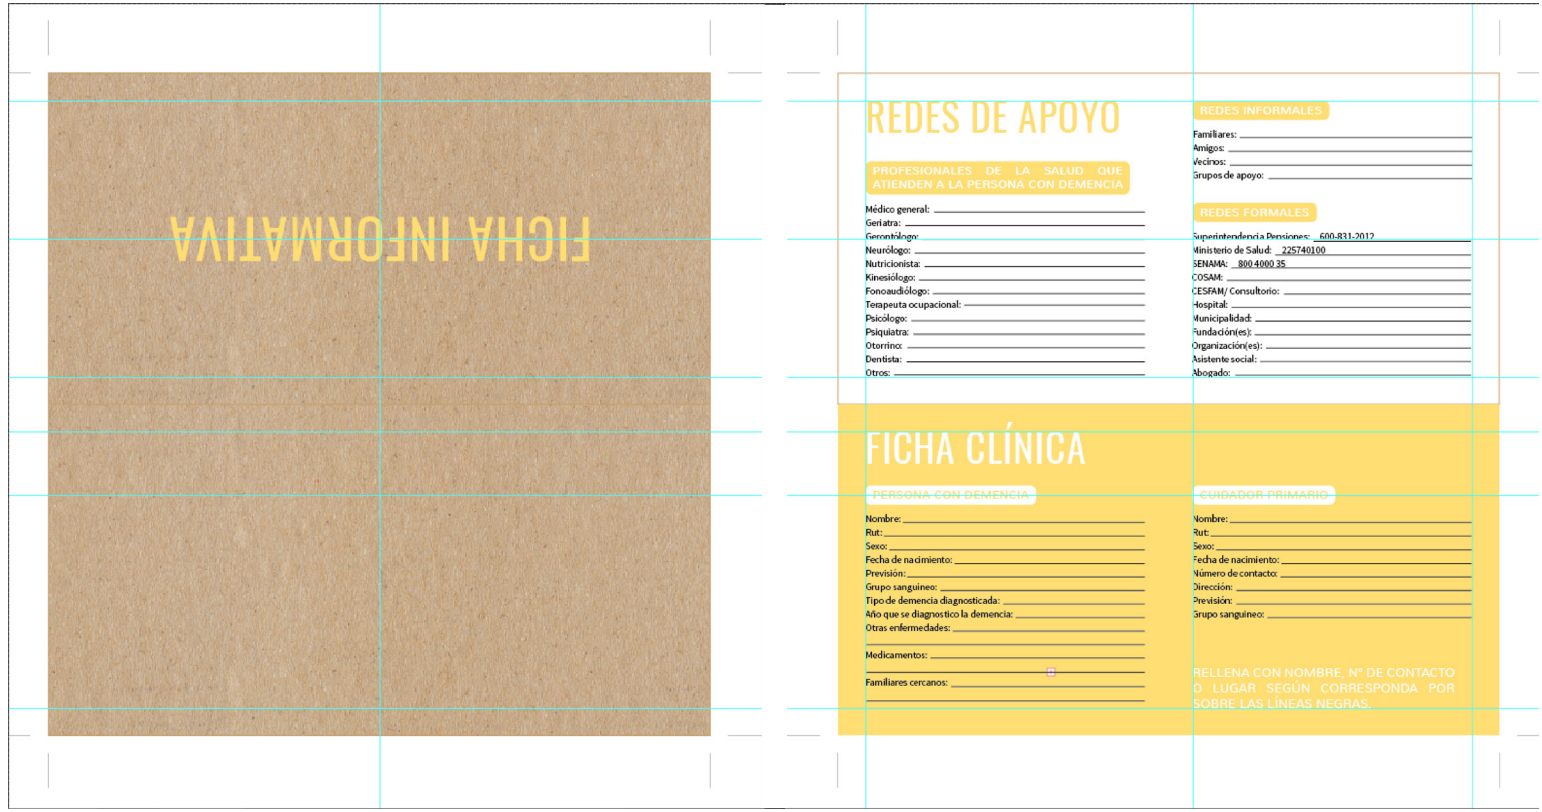 FICHA INFORMATIVA
REDES DE APOYO
PROFESIONALES DE LA SALUD QUE
ATIENDEN A LA PERSONA CON DEMENCIA
Médico general:
Geriatra:
Gerontólogo:
Neurólogo:
Nutricionista:
Kinesiólogo:
Fonoaudiólogo:
Terapeuta ocupacional:
Psicólogo:
Psiquiatra:
Otorrino:
Dentista:
Otros:
REDES INFORMALES
Familiares:
Amigos:
Vecinos:
Grupos de apoyo:
REDES FORMALES
Superintendencia Pensiones: 600-831-2012
Ministerio de Salud: 225740100
SENAMA: 800 4000 35
COSAM:
CESFAM/ Consultorio:
Hospital:
Municipalidad:
Fundación(es):
Organización(es):
Asistente social:
Abogado:
FICHA CLÍNICA
PERSONA CON DEMENCIA
Nombre:
Rut:
Sexo:
Fecha de nacimiento:
Previsión:
Grupo sanguineo:
Tipo de demencia diagnosticada:
Año que se diagnostico la demencia:
Otras enfermedades:
Medicamentos:
Familiares cercanos:
CUIDADOR PRIMARIO
Nombre:
Rut:
Sexo:
Fecha de nacimiento:
Número de contacto:
Dirección:
Previsión:
Grupo sanguineo:
RELLENA CON NOMBRE, N° DE CONTACTO
O LUGAR SEGÚN CORRESPONDA POR
SOBRE LAS LÍNEAS NEGRAS.